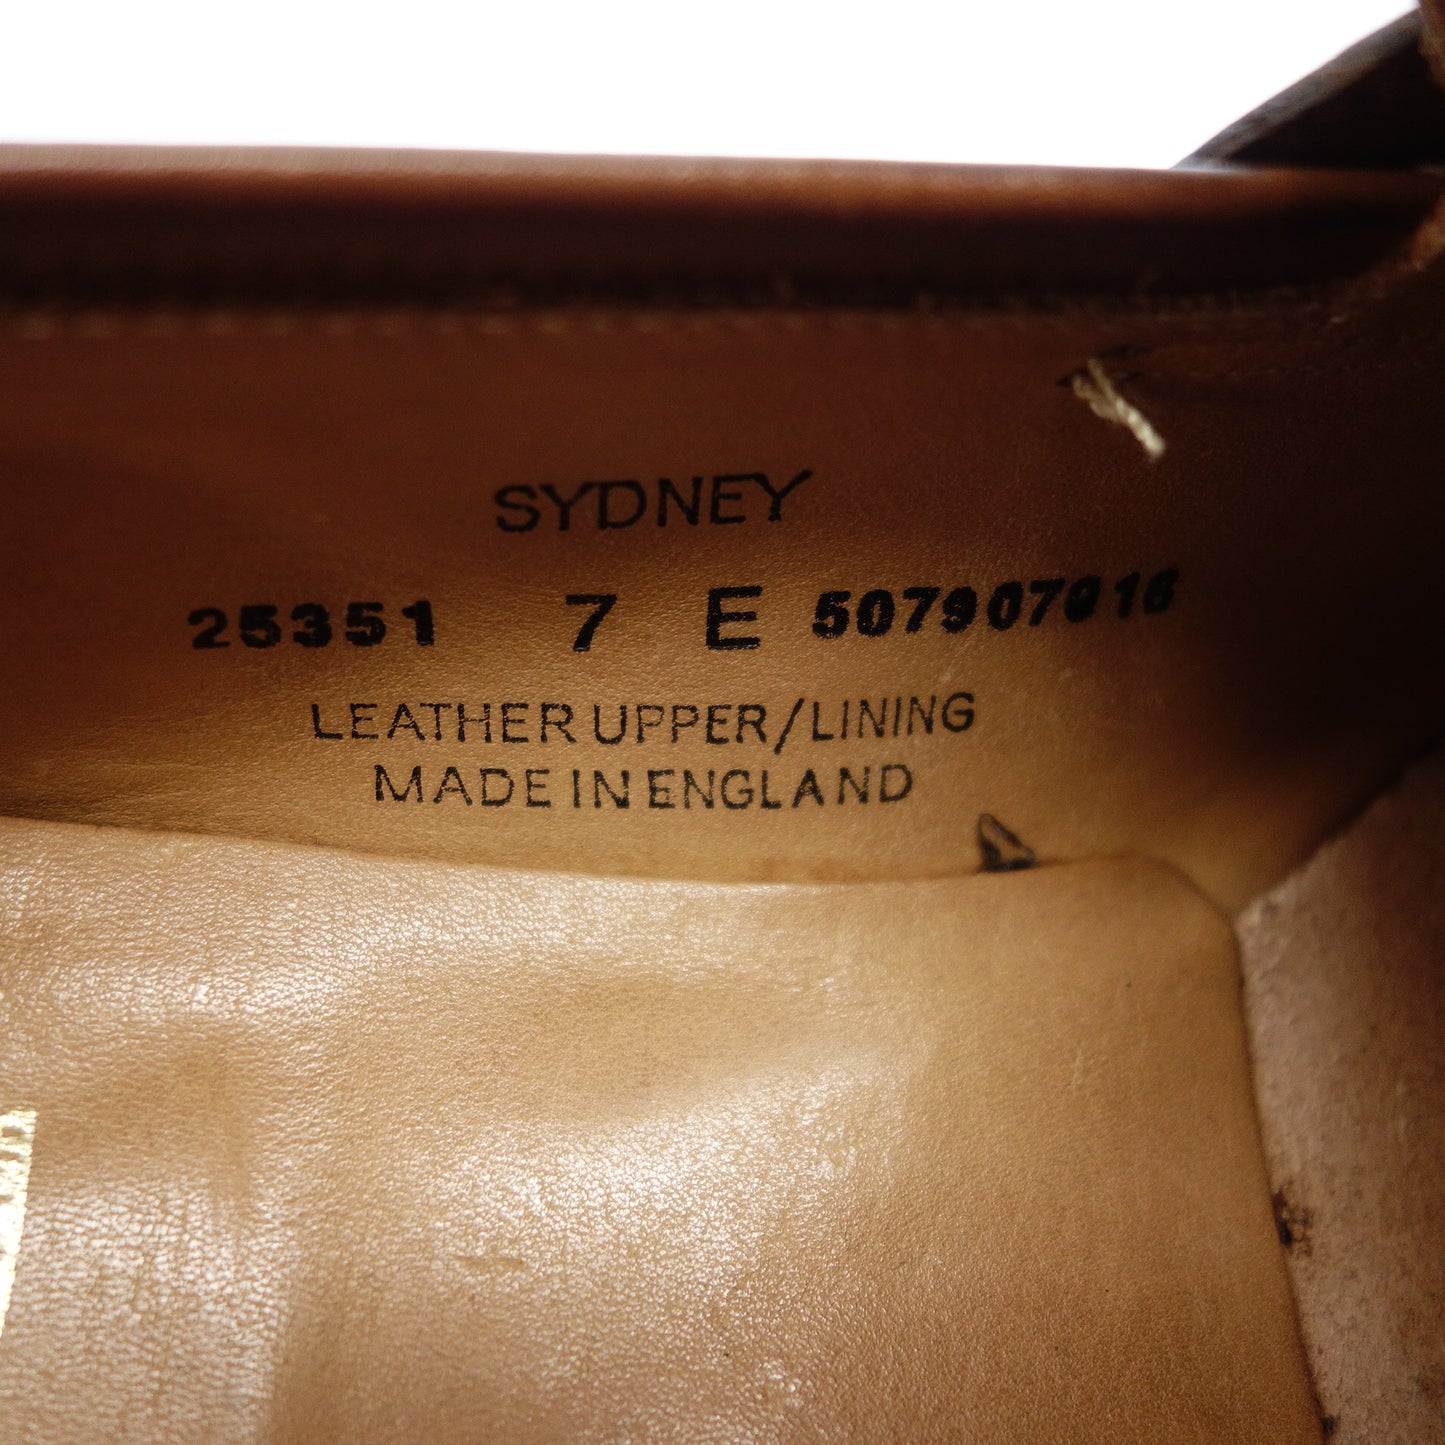 SYDNEY
25351 7 E 507907016
LEATHER UPPER/LINING
MADE IN ENGLAND